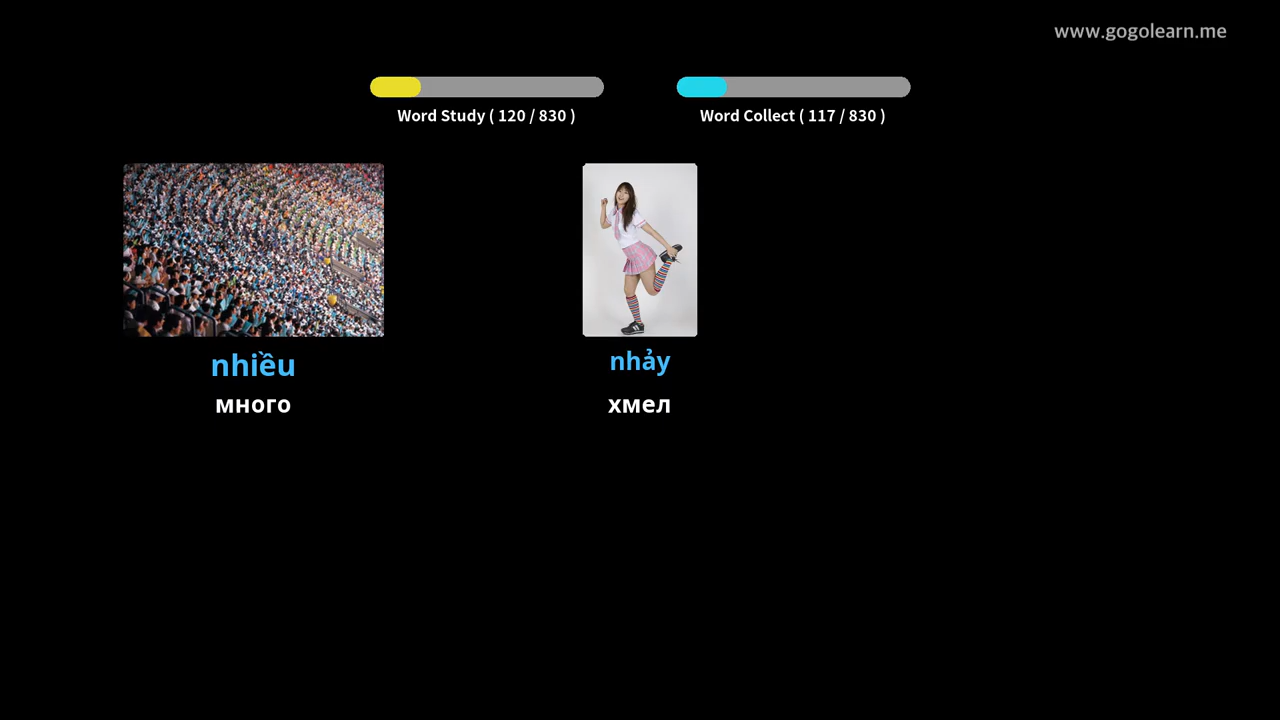 www.gogolearn.me
Word Study ( 120 / 830 )
Word Collect ( 117 / 830 )
nhiều
много
nhảy
хмел